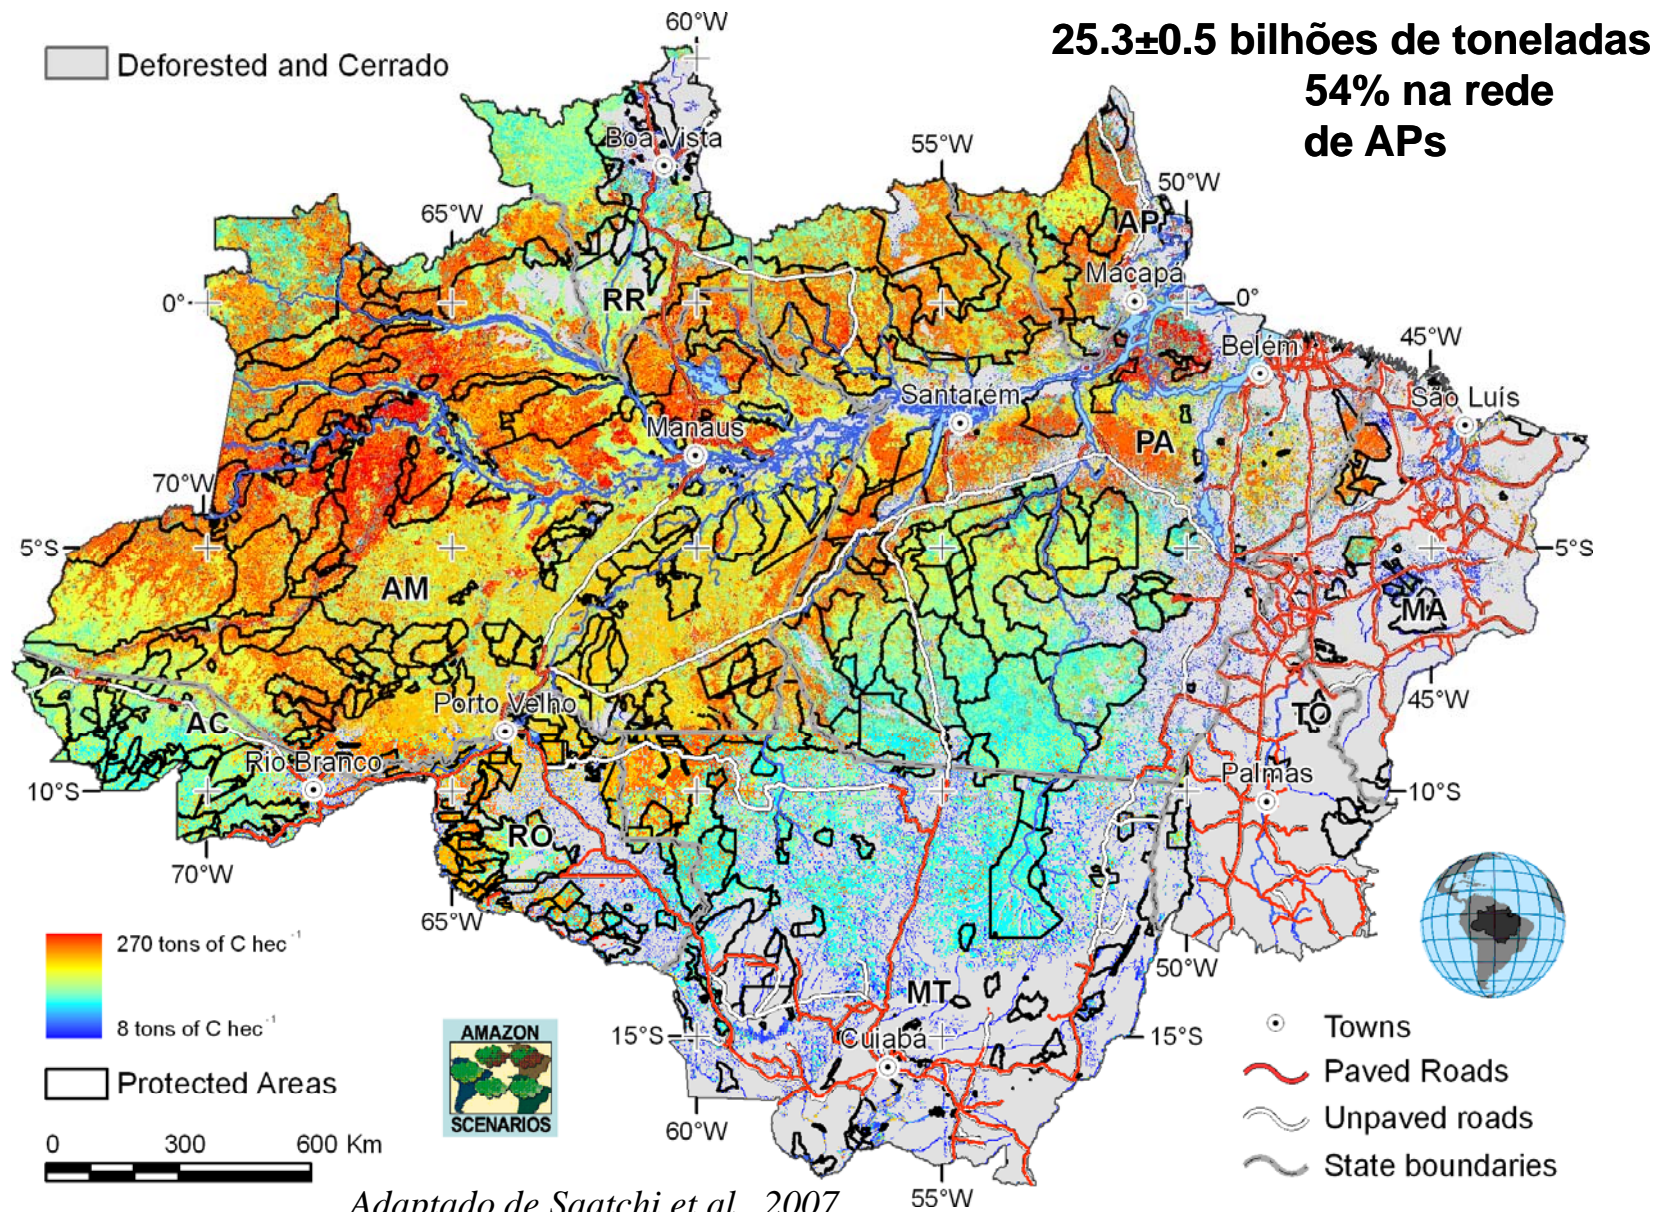 60°W
25.3±0.5 bilhões de toneladas
54% na rede
de APs
Deforested and Cerrado
Boa Vista
55°W
50°W
65°W
AP
Macapá
0°
RR
0°
45°W
Belém
São Luís
Santarém
Manaus
PA
70°W
5°S
5°S
AM
MA
45°W
Porto Velho
AC
TO
Rio Branco
Palmas
10°S
10°S
RO
70°W
65°W
270 tons of C hec⁻¹
50°W
MT
8 tons of C hec⁻¹
AMAZON
SCENARIOS
15°S
Cuiabá
15°S
Towns
Paved Roads
Protected Areas
Unpaved roads
60°W
0 300 600 Km
State boundaries
55°W
Adaptado de Saatchi et al., 2007